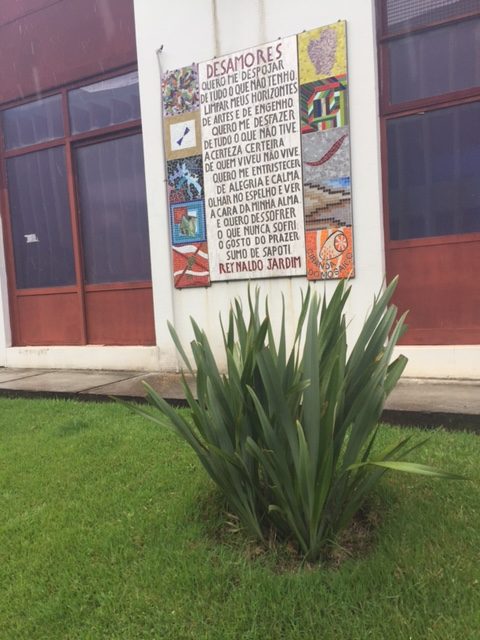 DESAMORES
QUERO ME DESPOJAR
DE TUDO O QUE NÃO TENHO,
LIMPAR MEUS HORIZONTES
DE ARTES E DE ENGENHO.
QUERO ME DESFAZER
DE TUDO O QUE NÃO TIVE
A CERTEZA CERTEIRA
DE QUEM VIVEU NÃO VIVE
QUERO ME ENTRISTECER
DE ALEGRIA E CALMA
OLHAR NO ESPELHO E VER
A CARA DA MINHA ALMA.
E QUERO DESSOFRER
O QUE NUNCA SOFRI
O GOSTO DO PRAZER
SUMO DE SAPOTI
REYNALDO JARDIM
CIRANDA
DO MOSAICO